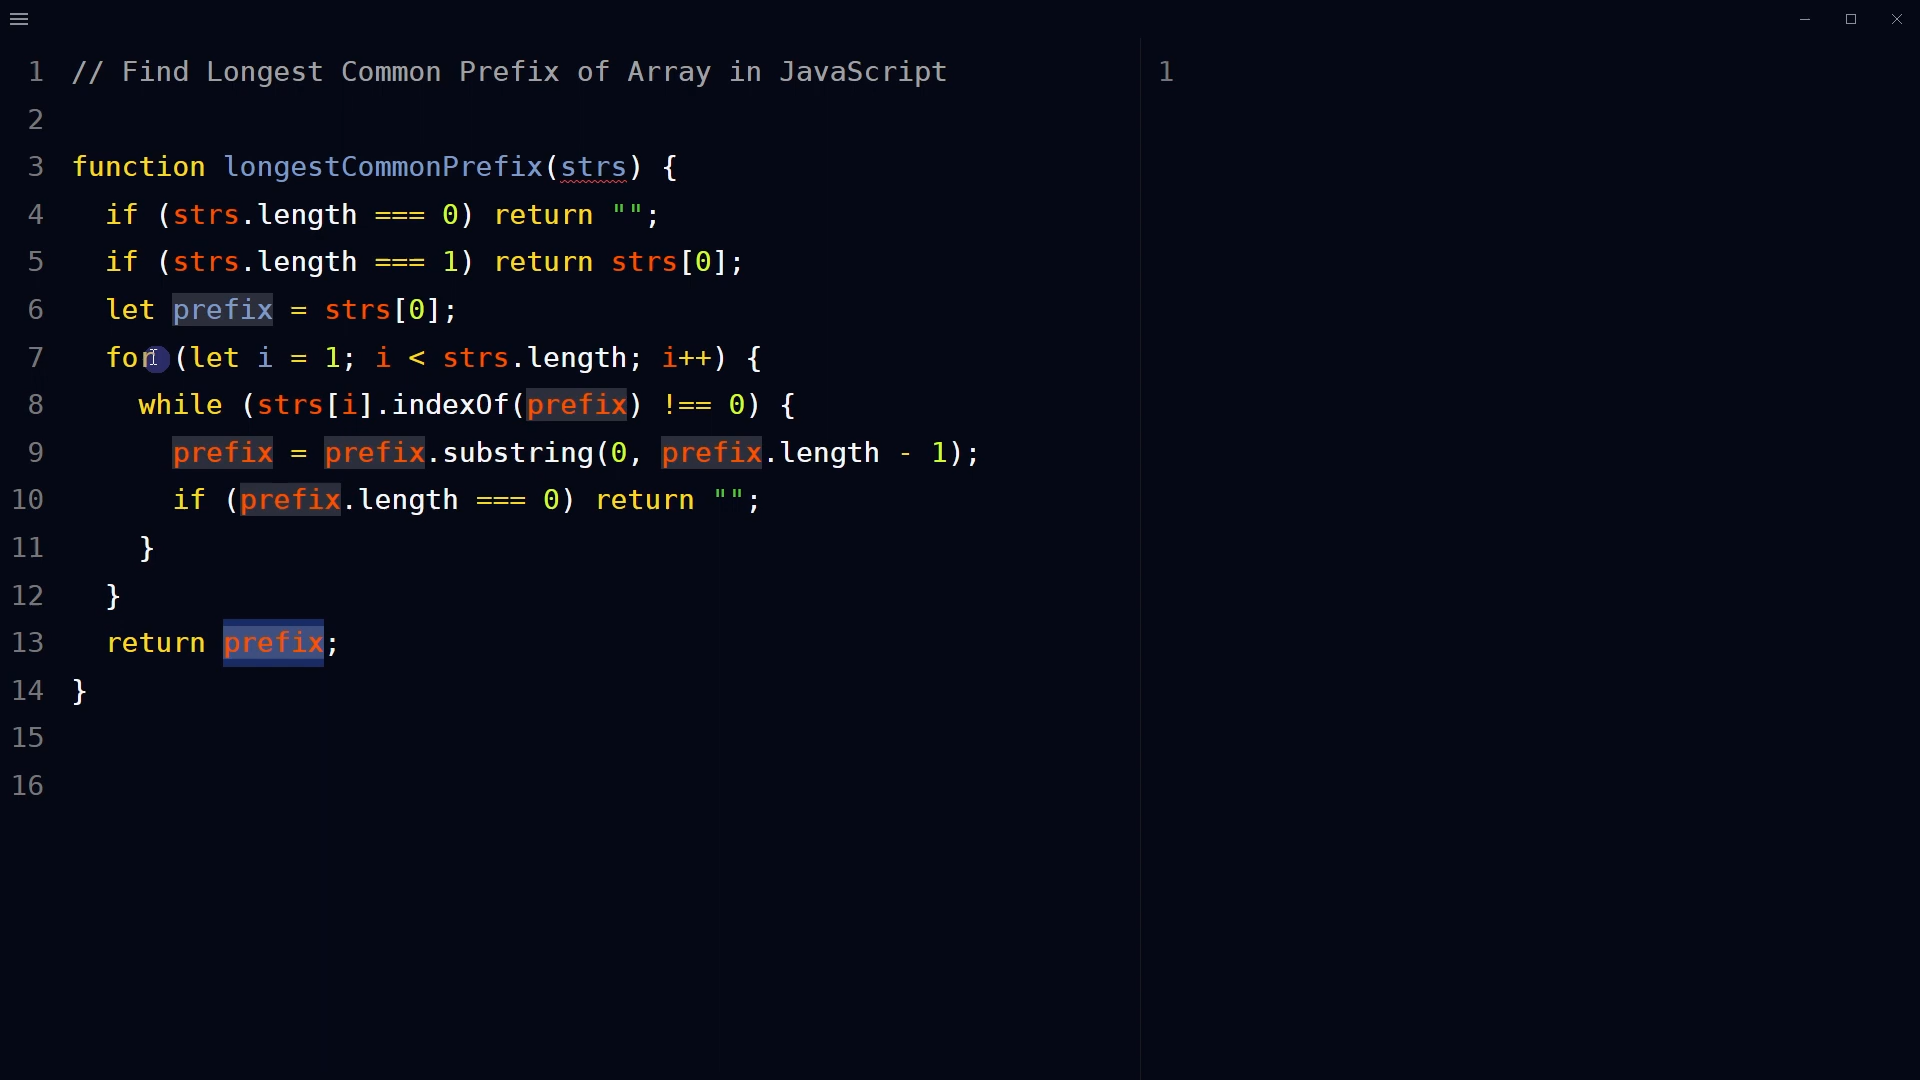 1 // Find Longest Common Prefix of Array in JavaScript
2
3 function longestCommonPrefix(strs) {
4   if (strs.length === 0) return "";
5   if (strs.length === 1) return strs[0];
6   let prefix = strs[0];
7   for (let i = 1; i < strs.length; i++) {
8     while (strs[i].indexOf(prefix) !== 0) {
9       prefix = prefix.substring(0, prefix.length - 1);
10       if (prefix.length === 0) return "";
11     }
12   }
13   return prefix;
14 }
15
16
1